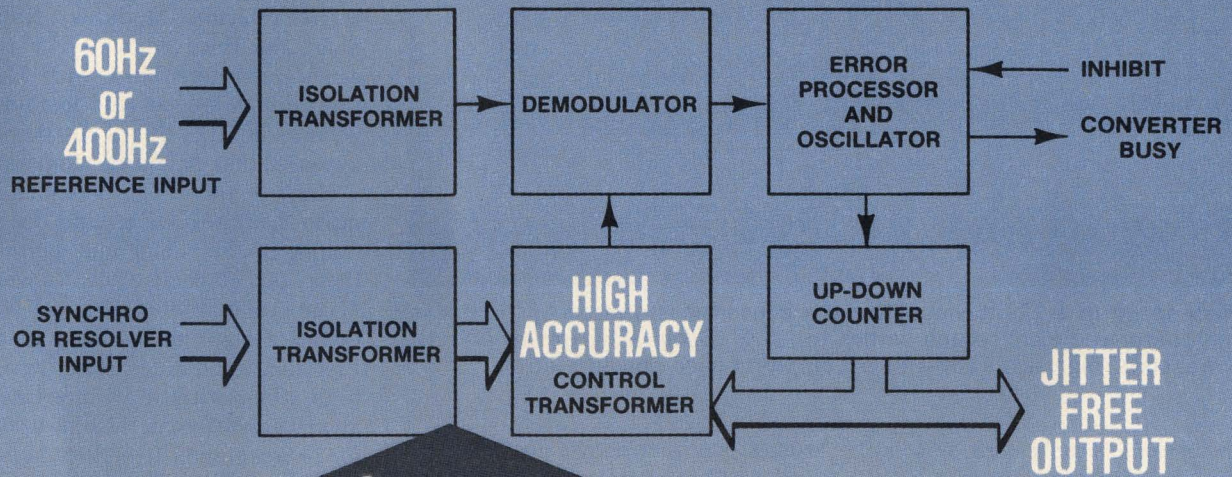 60Hz
or
400Hz
REFERENCE INPUT
ISOLATION
TRANSFORMER
DEMODULATOR
ERROR
PROCESSOR
AND
OSCILLATOR
INHIBIT
CONVERTER
BUSY
SYNCHRO
OR RESOLVER
INPUT
ISOLATION
TRANSFORMER
HIGH
ACCURACY
CONTROL
TRANSFORMER
UP-DOWN
COUNTER
JITTER
FREE
OUTPUT